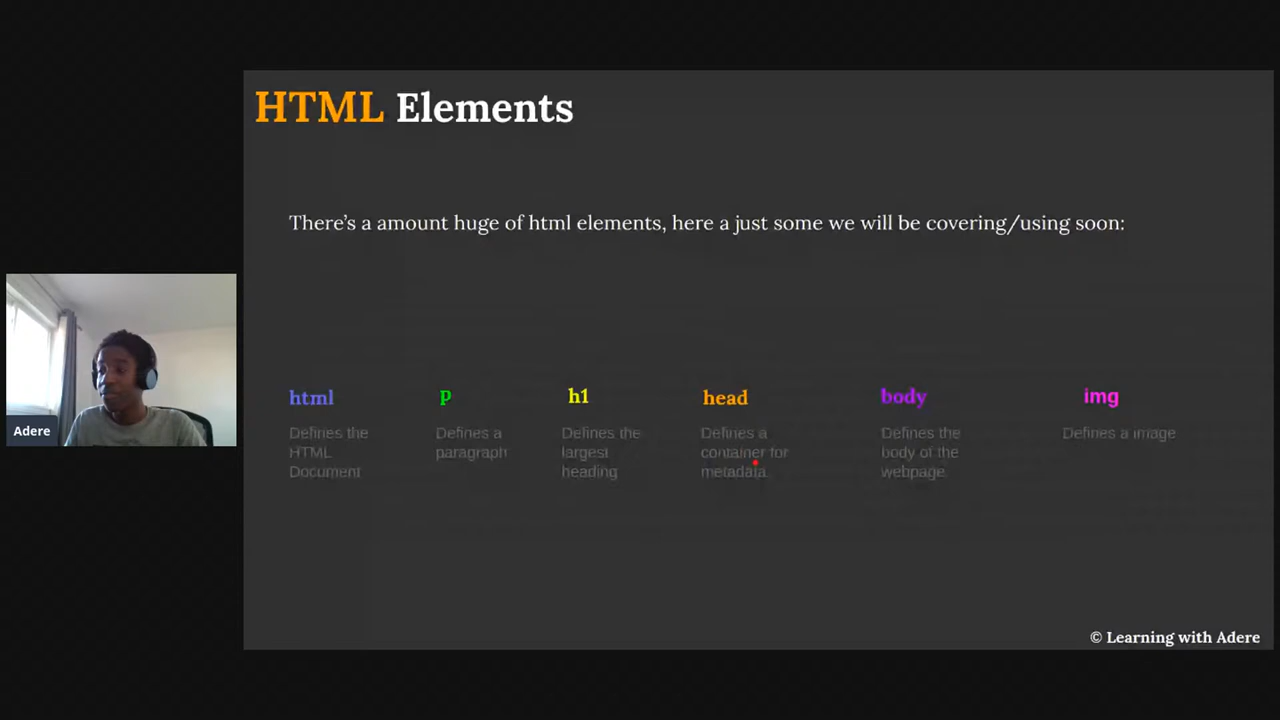 HTML Elements
There's a amount huge of html elements, here a just some we will be covering/using soon:
html
Defines the
HTML
Document
p
Defines a
paragraph
h1
Defines the
largest
heading
head
Defines a
container for
metadata.
body
Defines the
body of the
webpage
img
Defines a image
Adere
© Learning with Adere